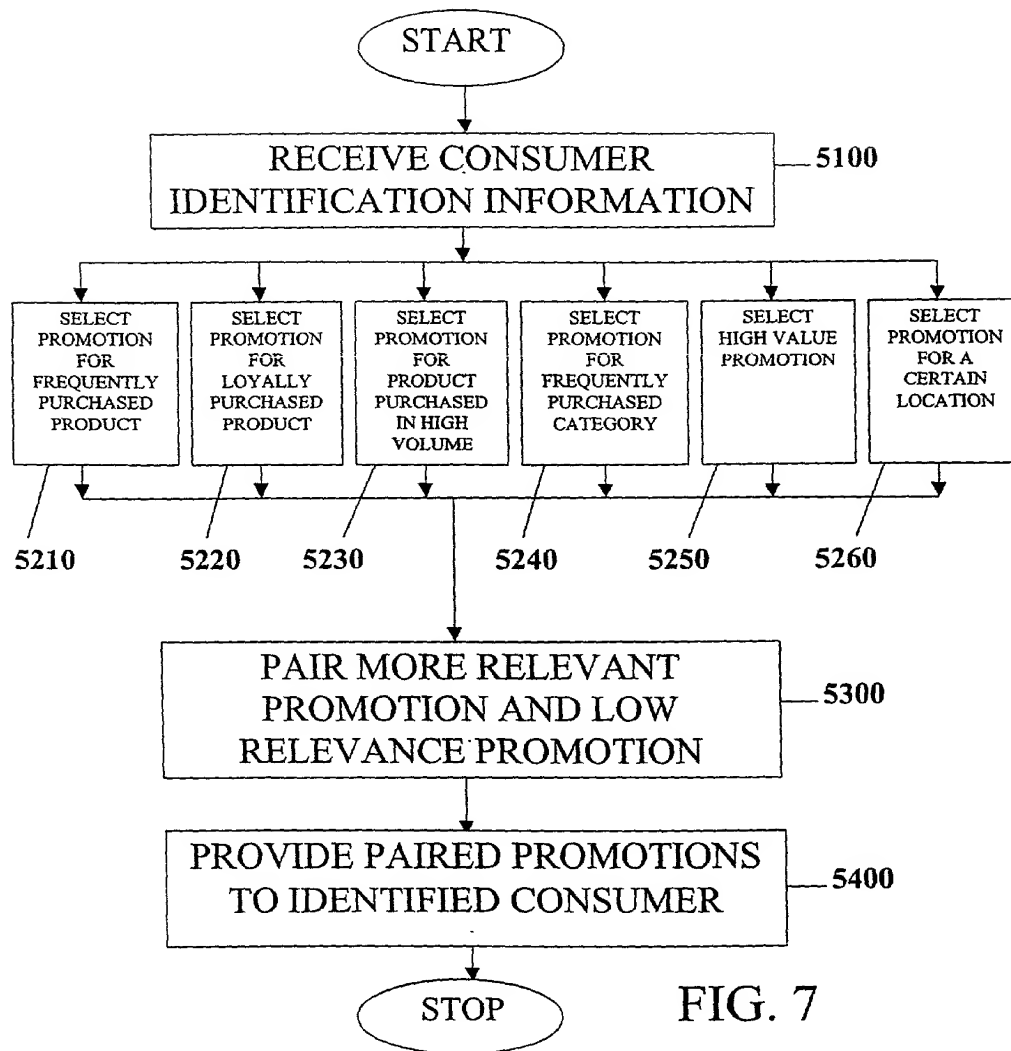 START
RECEIVE CONSUMER
IDENTIFICATION INFORMATION
5100
SELECT
PROMOTION
FOR
FREQUENTLY
PURCHASED
PRODUCT
SELECT
PROMOTION
FOR
LOYALLY
PURCHASED
PRODUCT
SELECT
PROMOTION
FOR
PRODUCT
PURCHASED
IN HIGH
VOLUME
SELECT
PROMOTION
FOR
FREQUENTLY
PURCHASED
CATEGORY
SELECT
HIGH VALUE
PROMOTION
SELECT
PROMOTION
FOR A
CERTAIN
LOCATION
5210
5220
5230
5240
5250
5260
PAIR MORE RELEVANT
PROMOTION AND LOW
RELEVANCE PROMOTION
5300
PROVIDE PAIRED PROMOTIONS
TO IDENTIFIED CONSUMER
5400
STOP
FIG. 7